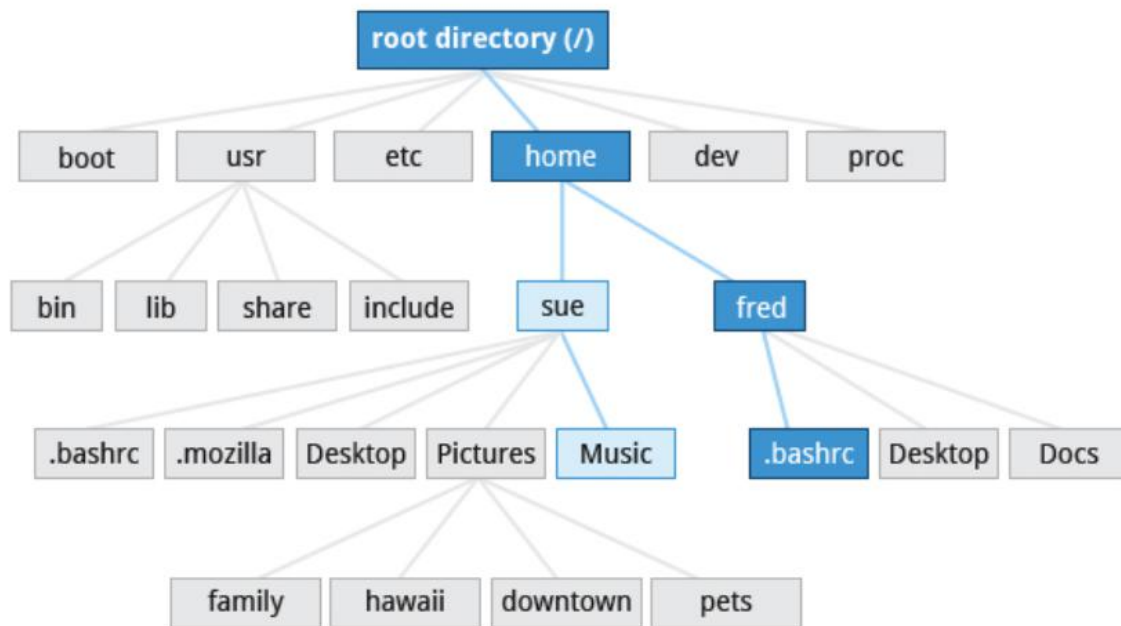 root directory (/)
boot usr etc home dev proc
bin lib share include sue fred
.bashrc .mozilla Desktop Pictures Music .bashrc Desktop Docs
family hawaii downtown pets